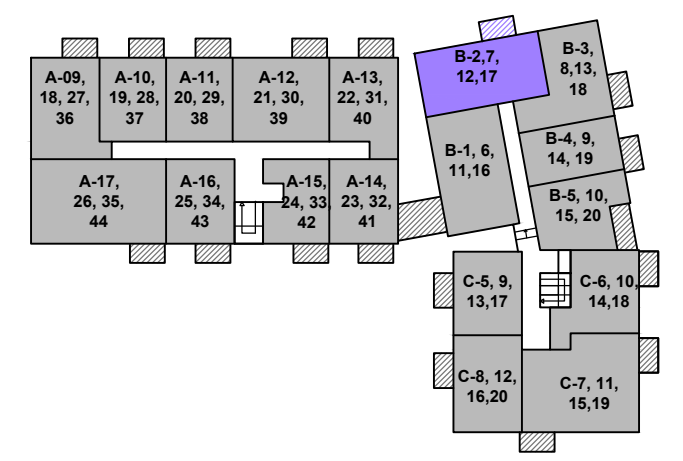 A-09,
18, 27,
36
A-10,
19, 28,
37
A-11,
20, 29,
38
A-12,
21, 30,
39
A-13,
22, 31,
40
A-17,
26, 35,
44
A-16,
25, 34,
43
A-15,
24, 33,
42
A-14,
23, 32,
41
B-2,7,
12,17
B-3,
8,13,
18
B-1, 6,
11,16
B-4, 9,
14, 19
B-5, 10,
15, 20
C-5, 9,
13,17
C-6, 10,
14,18
C-8, 12,
16,20
C-7, 11,
15,19